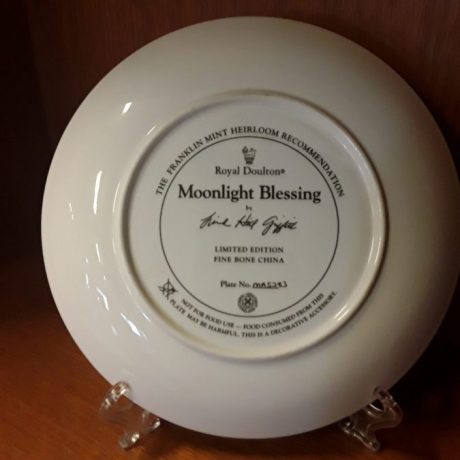 THE FRANKLIN MINT HEIRLOOM RECOMMENDATION
Royal Doulton®
Moonlight Blessing
by
LIMITED EDITION
FINE BONE CHINA
Plate No.
NOT FOR FOOD USE — FOOD CONSUMED FROM THIS
PLATE MAY BE HARMFUL. THIS IS A DECORATIVE ACCESSORY.